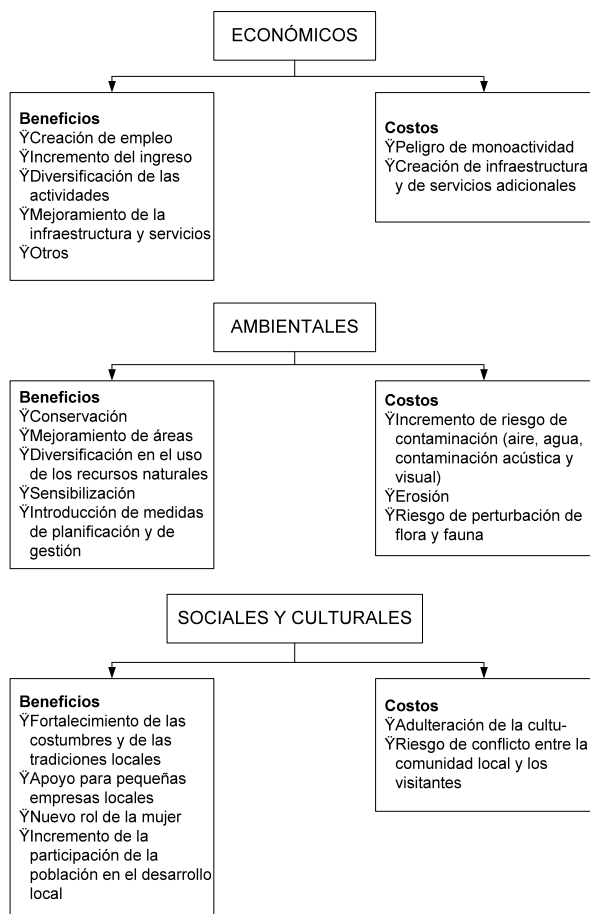 ECONÓMICOS
Beneficios
ŸCreación de empleo
ŸIncremento del ingreso
ŸDiversificación de las
actividades
ŸMejoramiento de la
infraestructura y servicios
ŸOtros
Costos
ŸPeligro de monoactividad
ŸCreación de infraestructura
y de servicios adicionales
AMBIENTALES
Beneficios
ŸConservación
ŸMejoramiento de áreas
ŸDiversificación en el uso
de los recursos naturales
ŸSensibilización
ŸIntroducción de medidas
de planificación y de
gestión
Costos
ŸIncremento de riesgo de
contaminación (aire, agua,
contaminación acústica y
visual)
ŸErosión
ŸRiesgo de perturbación de
flora y fauna
SOCIALES Y CULTURALES
Beneficios
ŸFortalecimiento de las
costumbres y de las
tradiciones locales
ŸApoyo para pequeñas
empresas locales
ŸNuevo rol de la mujer
ŸIncremento de la
participación de la
población en el desarrollo
local
Costos
ŸAdulteración de la cultu-
ŸRiesgo de conflicto entre la
comunidad local y los
visitantes